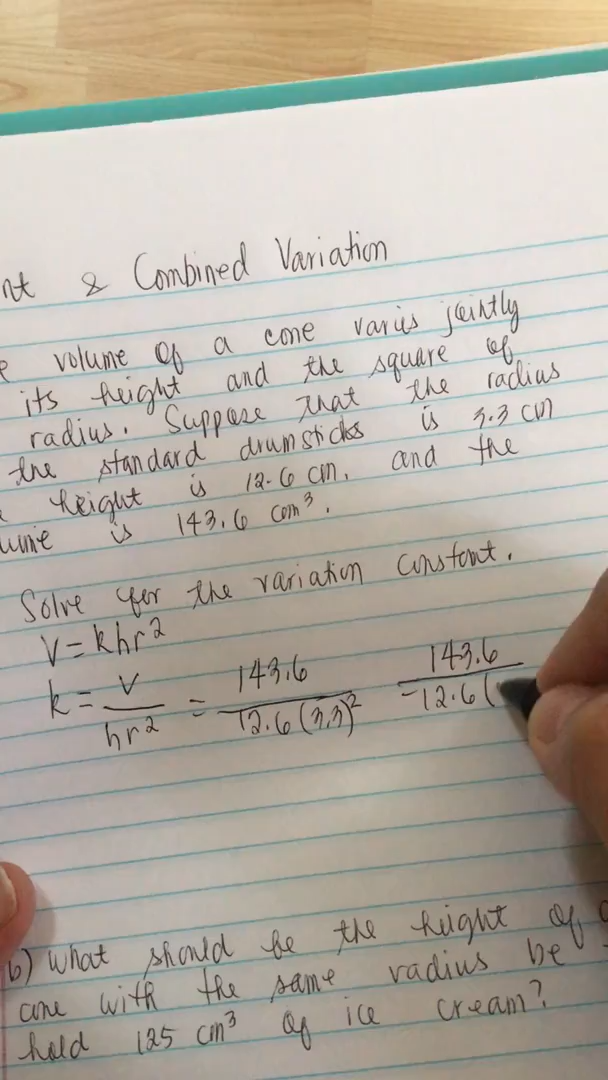 nt & Combined Variation
e volume of a cone varies jointly
its height and the square of
radius. Suppose that the radius
the standard drumsticks is 3.3 cm
height is 12.6 cm. and the
ume is 143.6 cm³.
Solve for the variation constant.
V = khr²
k = V/hr² = 143.6/12.6(3.3)² 143.6/12.6(
b) What should be the height of a
cone with the same radius be
hold 125 cm³ of ice cream?